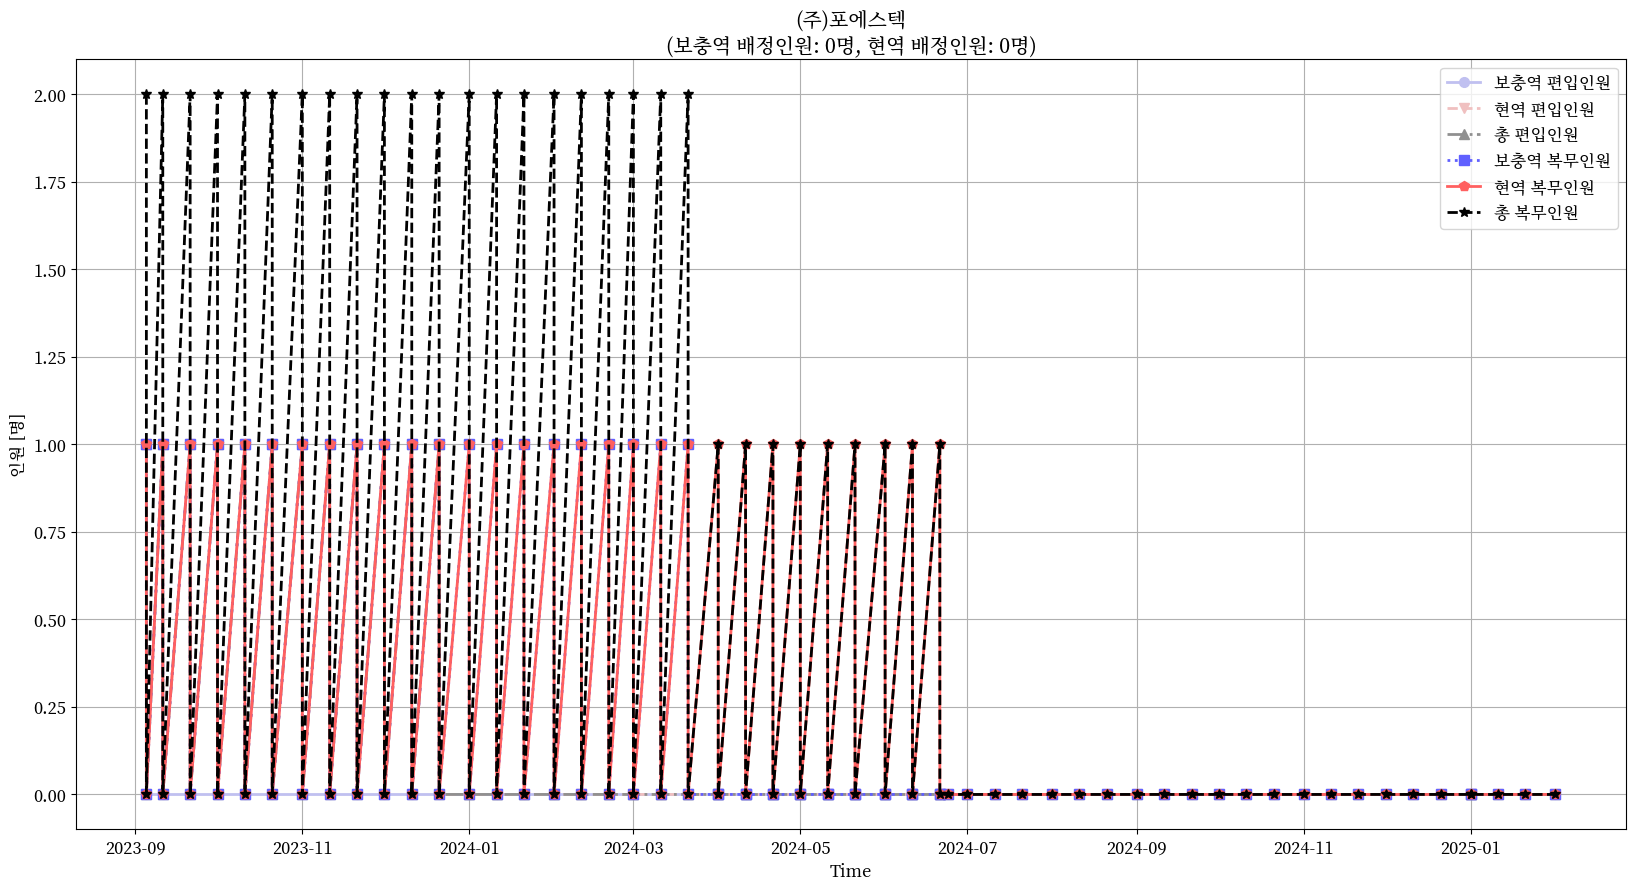 (주)포에스텍
(보충역 배정인원: 0명, 현역 배정인원: 0명)
보충역 편입인원
현역 편입인원
총 편입인원
보충역 복무인원
현역 복무인원
총 복무인원
인원 [명]
2.00
1.75
1.50
1.25
1.00
0.75
0.50
0.25
0.00
2023-09 2023-11 2024-01 2024-03 2024-05 2024-07 2024-09 2024-11 2025-01
Time